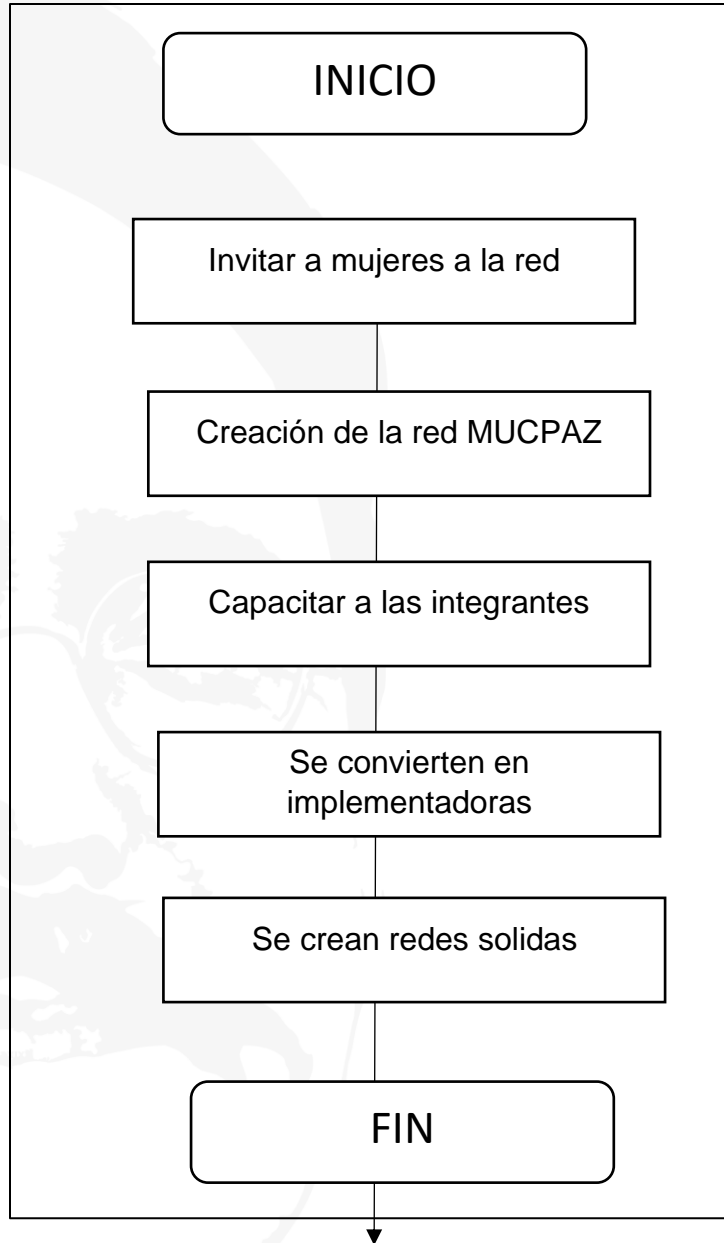 INICIO
Invitar a mujeres a la red
Creación de la red MUCPAZ
Capacitar a las integrantes
Se convierten en
implementadoras
Se crean redes solidas
FIN